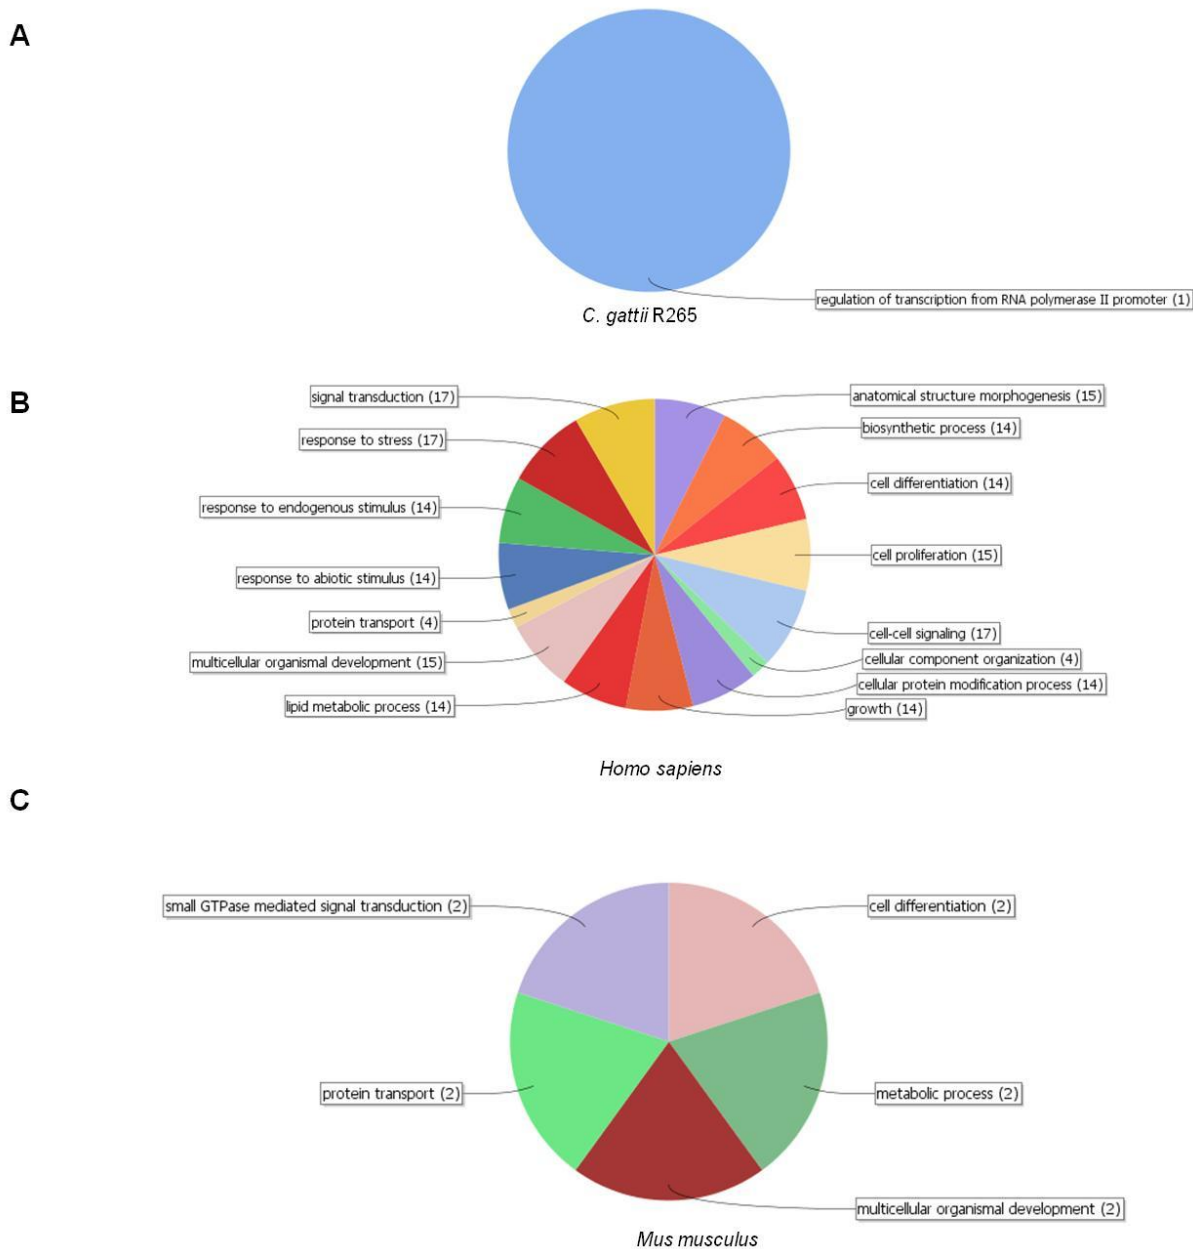 A
regulation of transcription from RNA polymerase II promoter (1)
C. gattii R265
B
signal transduction (17)
anatomical structure morphogenesis (15)
biosynthetic process (14)
response to stress (17)
cell differentiation (14)
response to endogenous stimulus (14)
cell proliferation (15)
response to abiotic stimulus (14)
protein transport (4)
cell-cell signaling (17)
multicellular organismal development (15)
cellular component organization (4)
cellular protein modification process (14)
lipid metabolic process (14)
growth (14)
Homo sapiens
C
small GTPase mediated signal transduction (2)
cell differentiation (2)
protein transport (2)
metabolic process (2)
multicellular organismal development (2)
Mus musculus